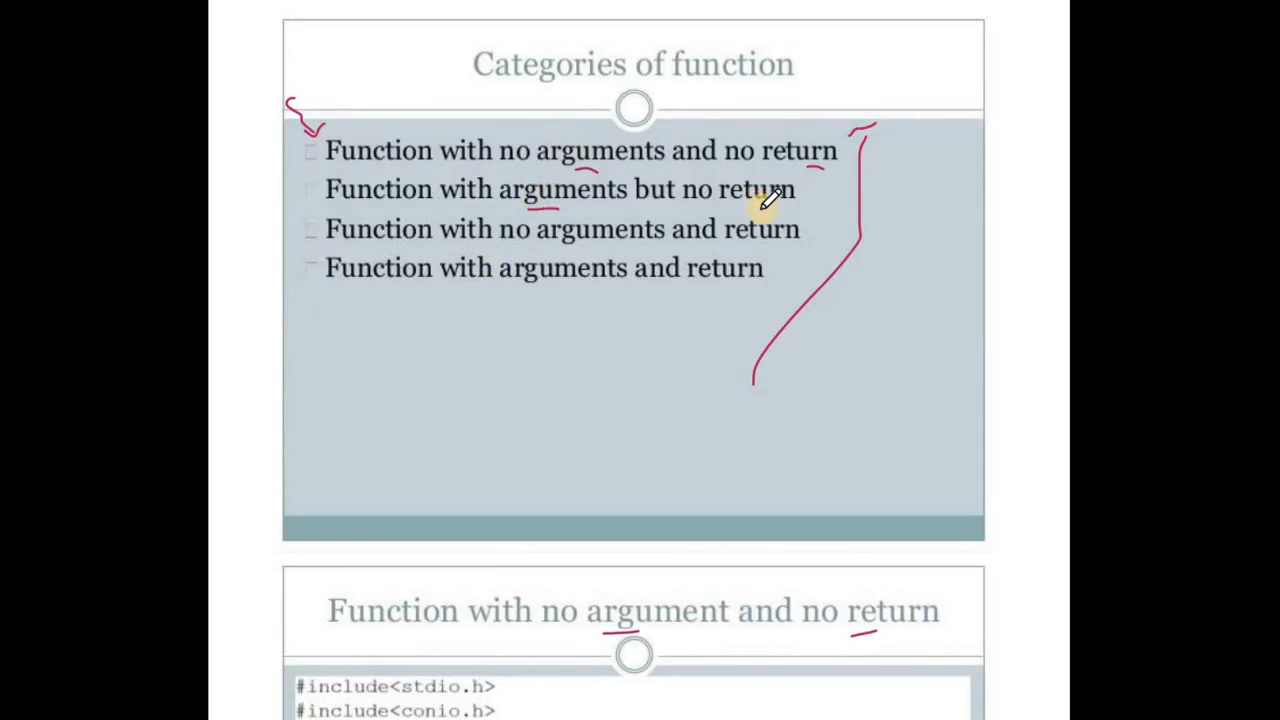 Categories of function
Function with no arguments and no return
Function with arguments but no return
Function with no arguments and return
Function with arguments and return
Function with no argument and no return
#include<stdio.h>
#include<conio.h>